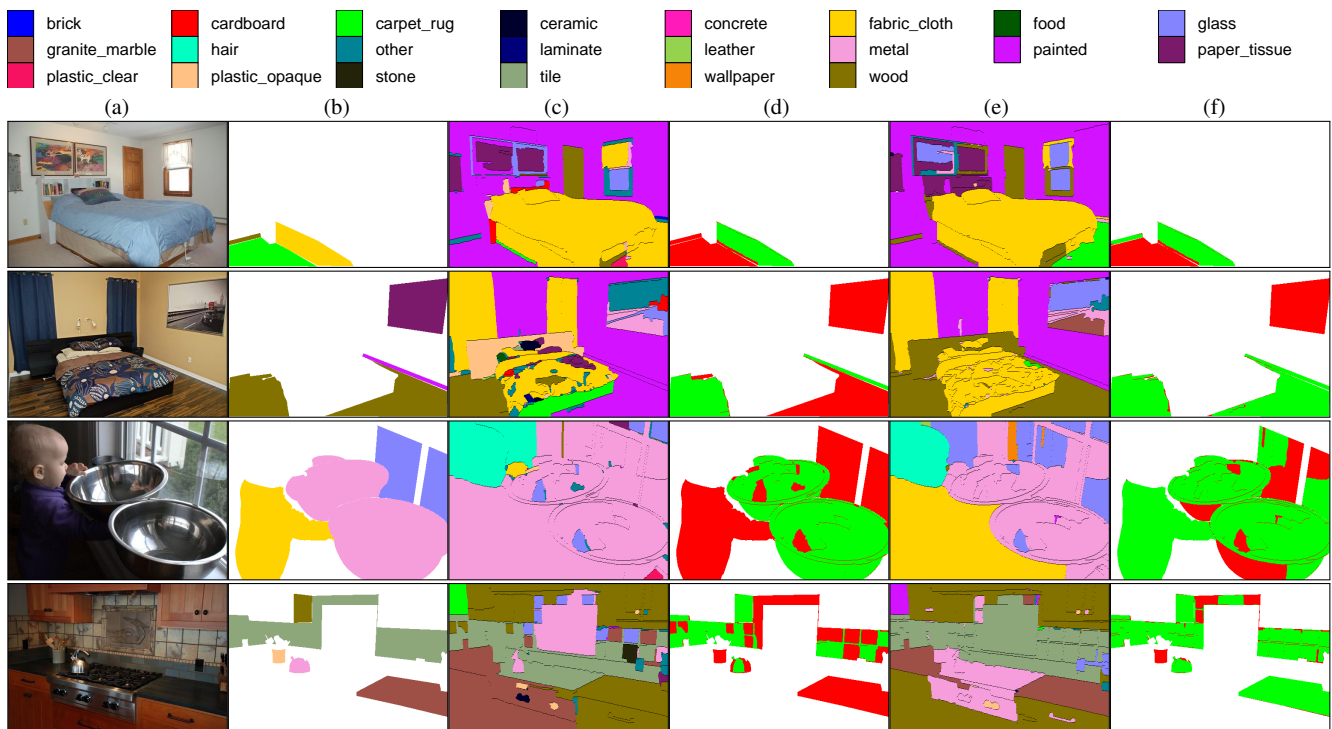 brick cardboard carpet_rug ceramic concrete fabric_cloth food glass
granite_marble hair other laminate leather metal painted paper_tissue
plastic_clear plastic_opaque stone tile wallpaper wood
(a) (b) (c) (d) (e) (f)